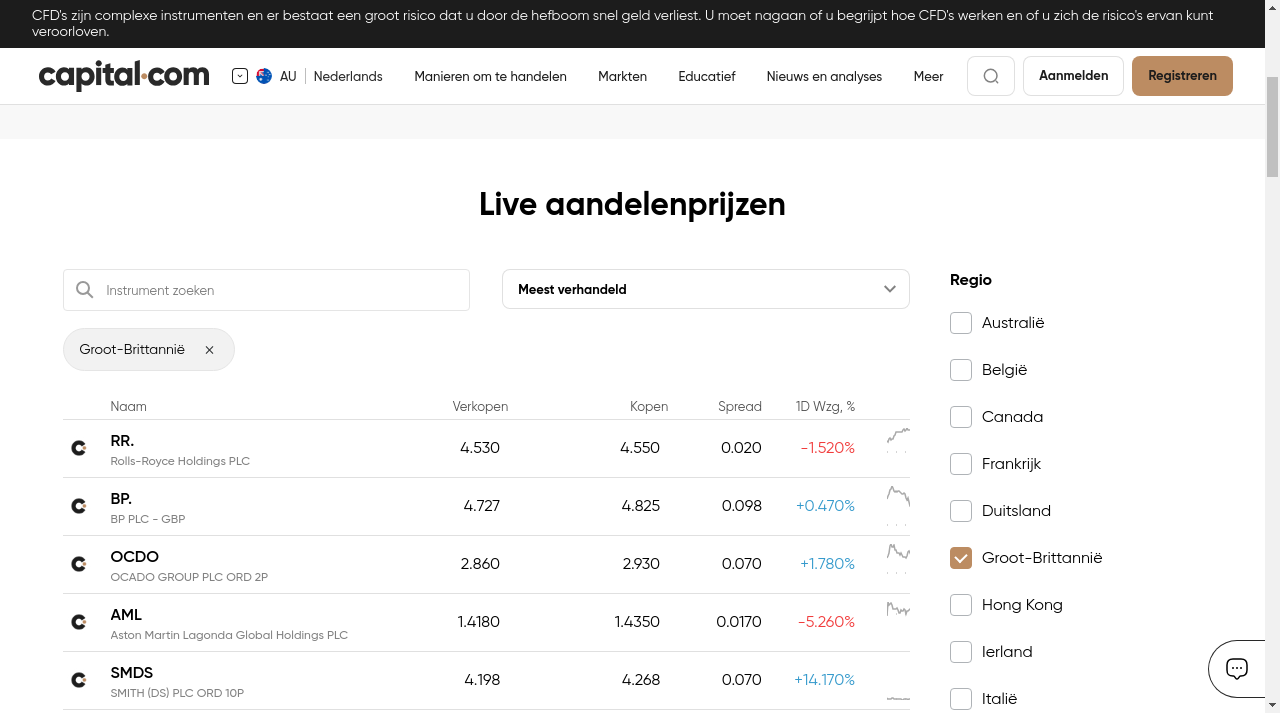 CFD's zijn complexe instrumenten en er bestaat een groot risico dat u door de hefboom snel geld verliest. U moet nagaan of u begrijpt hoe CFD's werken en of u zich de risico's ervan kunt
veroorloven.
capital.com AU Nederlands Manieren om te handelen Markten Educatief Nieuws en analyses Meer Aanmelden Registreren
Live aandelenprijzen
Instrument zoeken
Meest verhandeld
Groot-Brittannië
Naam Verkopen Kopen Spread 1D Wzg, %
RR. 4.530 4.550 0.020 -1.520%
Rolls-Royce Holdings PLC
BP. 4.727 4.825 0.098 +0.470%
BP PLC - GBP
OCDO 2.860 2.930 0.070 +1.780%
OCADO GROUP PLC ORD 2P
AML 1.4180 1.4350 0.0170 -5.260%
Aston Martin Lagonda Global Holdings PLC
SMDS 4.198 4.268 0.070 +14.170%
SMITH (DS) PLC ORD 10P
Regio
Australië
België
Canada
Frankrijk
Duitsland
Groot-Brittannië
Hong Kong
Ierland
Italië